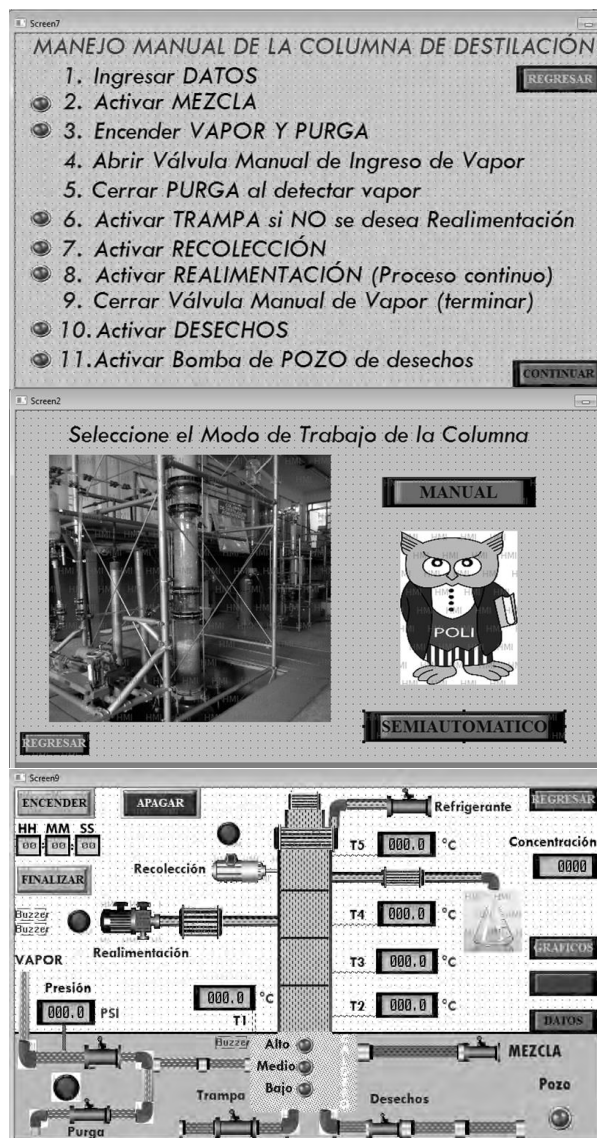 Screen7
MANEJO MANUAL DE LA COLUMNA DE DESTILACIÓN
1. Ingresar DATOS
REGRESAR
2. Activar MEZCLA
3. Encender VAPOR Y PURGA
4. Abrir Válvula Manual de Ingreso de Vapor
5. Cerrar PURGA al detectar vapor
6. Activar TRAMPA si NO se desea Realimentación
7. Activar RECOLECCIÓN
8. Activar REALIMENTACIÓN (Proceso continuo)
9. Cerrar Válvula Manual de Vapor (terminar)
10. Activar DESECHOS
11. Activar Bomba de POZO de desechos
CONTINUAR
Screen2
Seleccione el Modo de Trabajo de la Columna
MANUAL
POLI
SEMIAUTOMATICO
REGRESAR
Screen9
ENCENDER
APAGAR
REGRESAR
Refrigerante
HH MM SS
00:00:00
T5 000.0 °C
Concentración
0000
Recolección
FINALIZAR
Buzzer
Buzzer
T4 000.0 °C
Realimentación
GRAFICOS
VAPOR
T3 000.0 °C
Presión
000.0 PSI
000.0 °C
T1
T2 000.0 °C
DATOS
Buzzer
Alto
Medio
Bajo
MEZCLA
Trampa
Desechos
Pozo
Purga